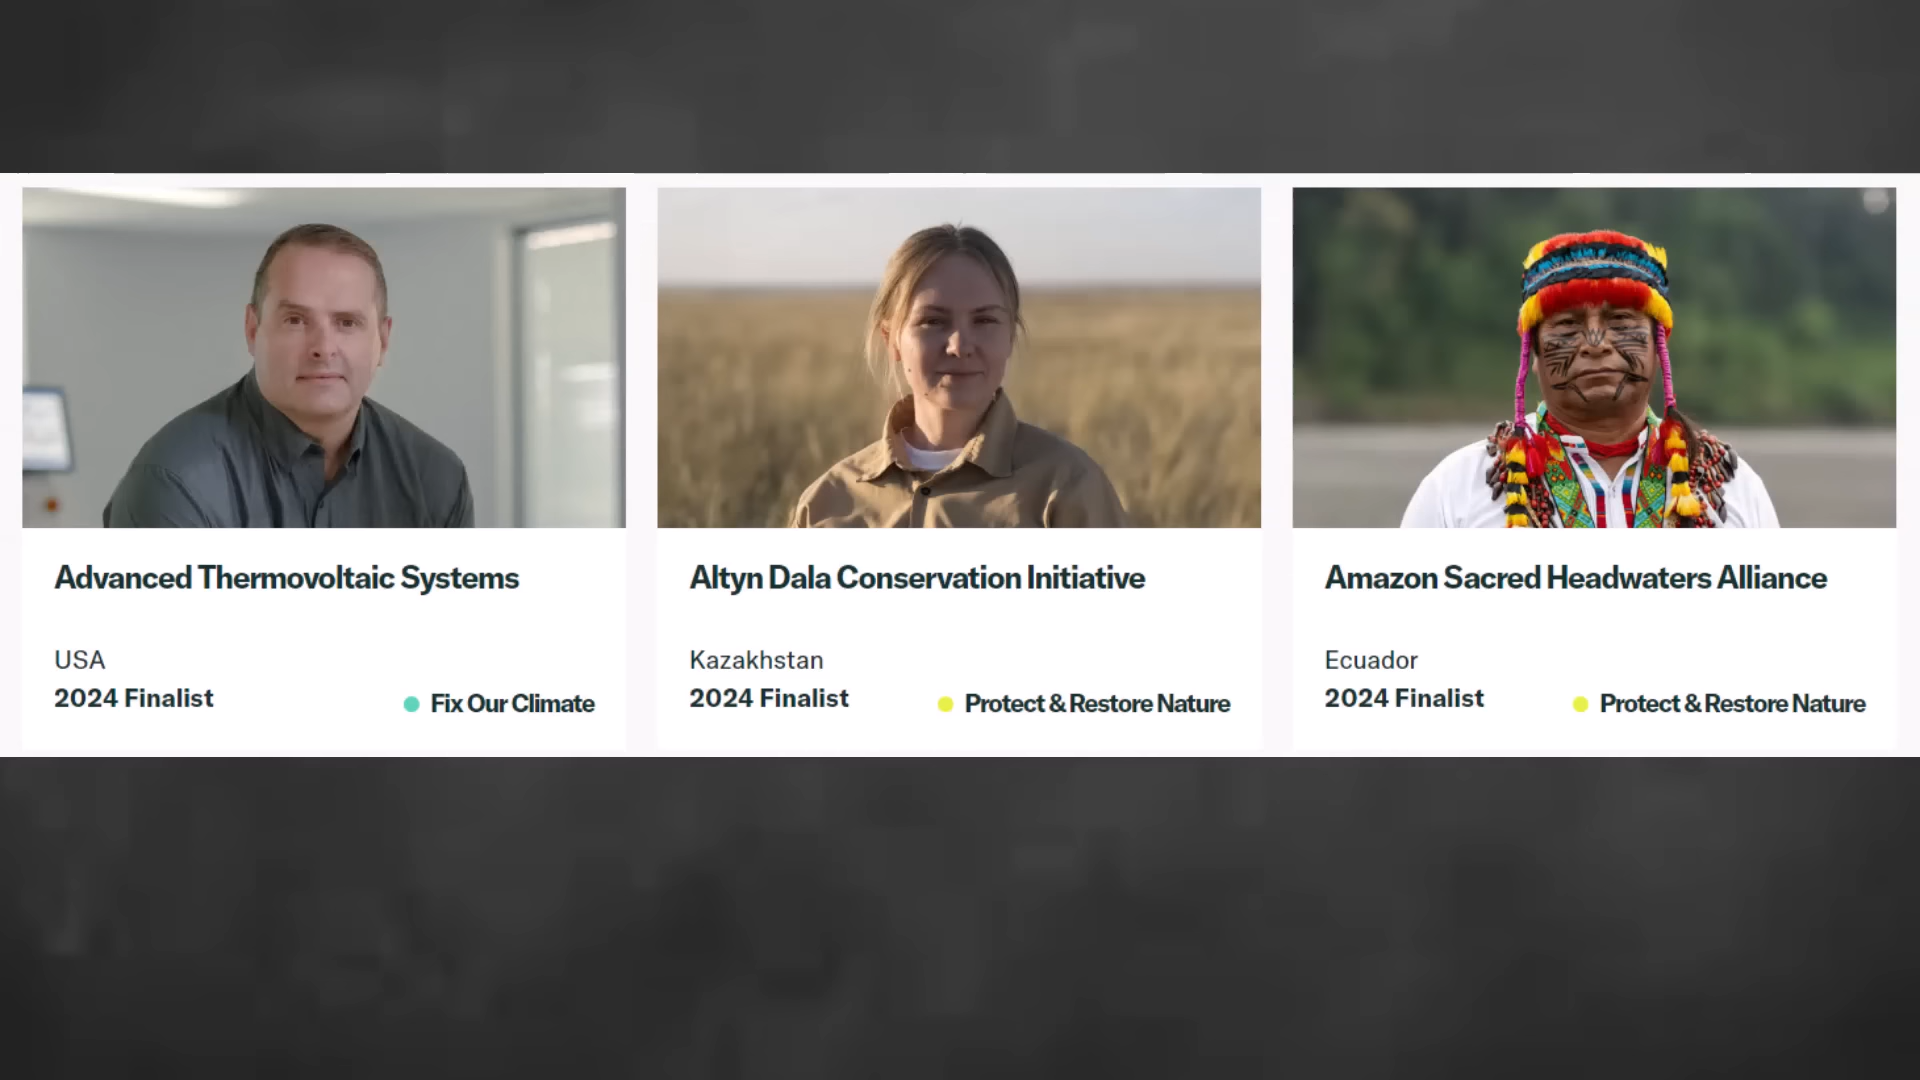 Advanced Thermovoltaic Systems
USA
2024 Finalist
Fix Our Climate
Altyn Dala Conservation Initiative
Kazakhstan
2024 Finalist
Protect & Restore Nature
Amazon Sacred Headwaters Alliance
Ecuador
2024 Finalist
Protect & Restore Nature